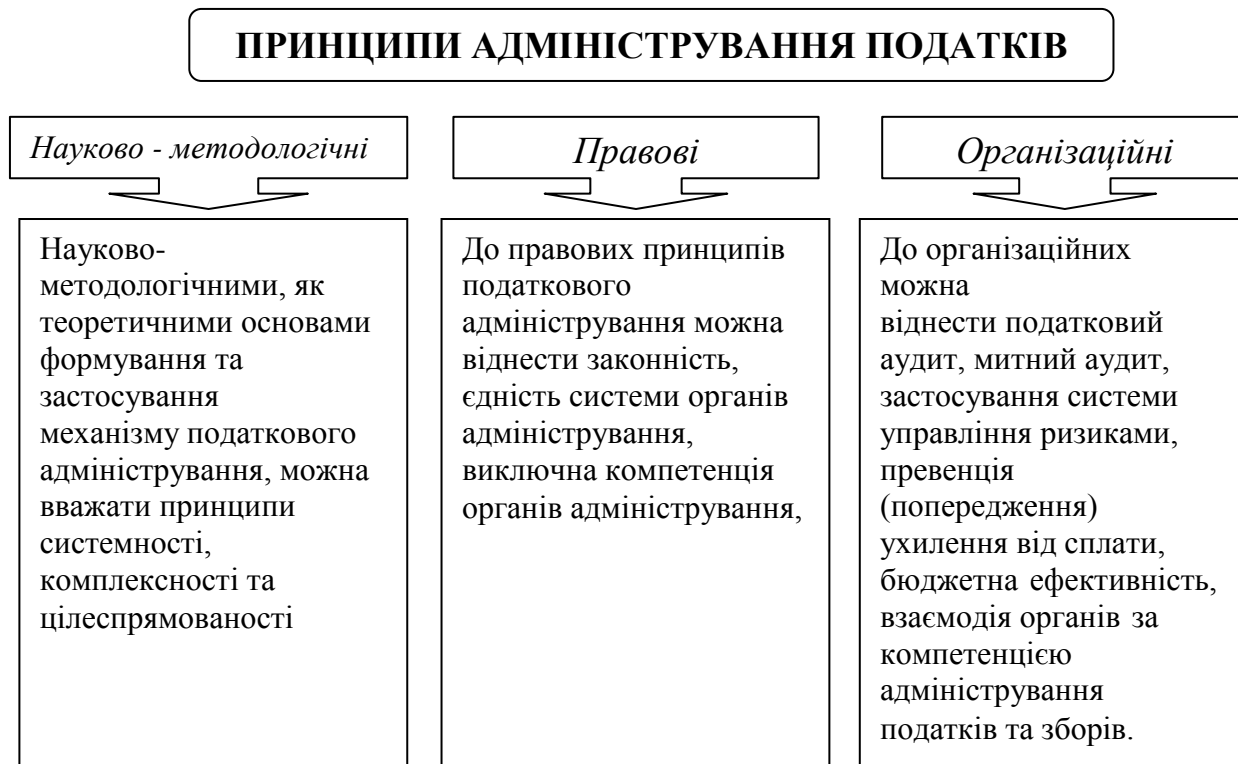 ПРИНЦИПИ АДМІНІСТРУВАННЯ ПОДАТКІВ
Науково - методологічні
Науково-
методологічними, як
теоретичними основами
формування та
застосування
механізму податкового
адміністрування, можна
вважати принципи
системності,
комплексності та
цілеспрямованості
Правові
До правових принципів
податкового
адміністрування можна
віднести законність,
єдність системи органів
адміністрування,
виключна компетенція
органів адміністрування,
Організаційні
До організаційних
можна
віднести податковий
аудит, митний аудит,
застосування системи
управління ризиками,
превенція
(попередження)
ухилення від сплати,
бюджетна ефективність,
взаємодія органів за
компетенцією
адміністрування
податків та зборів.